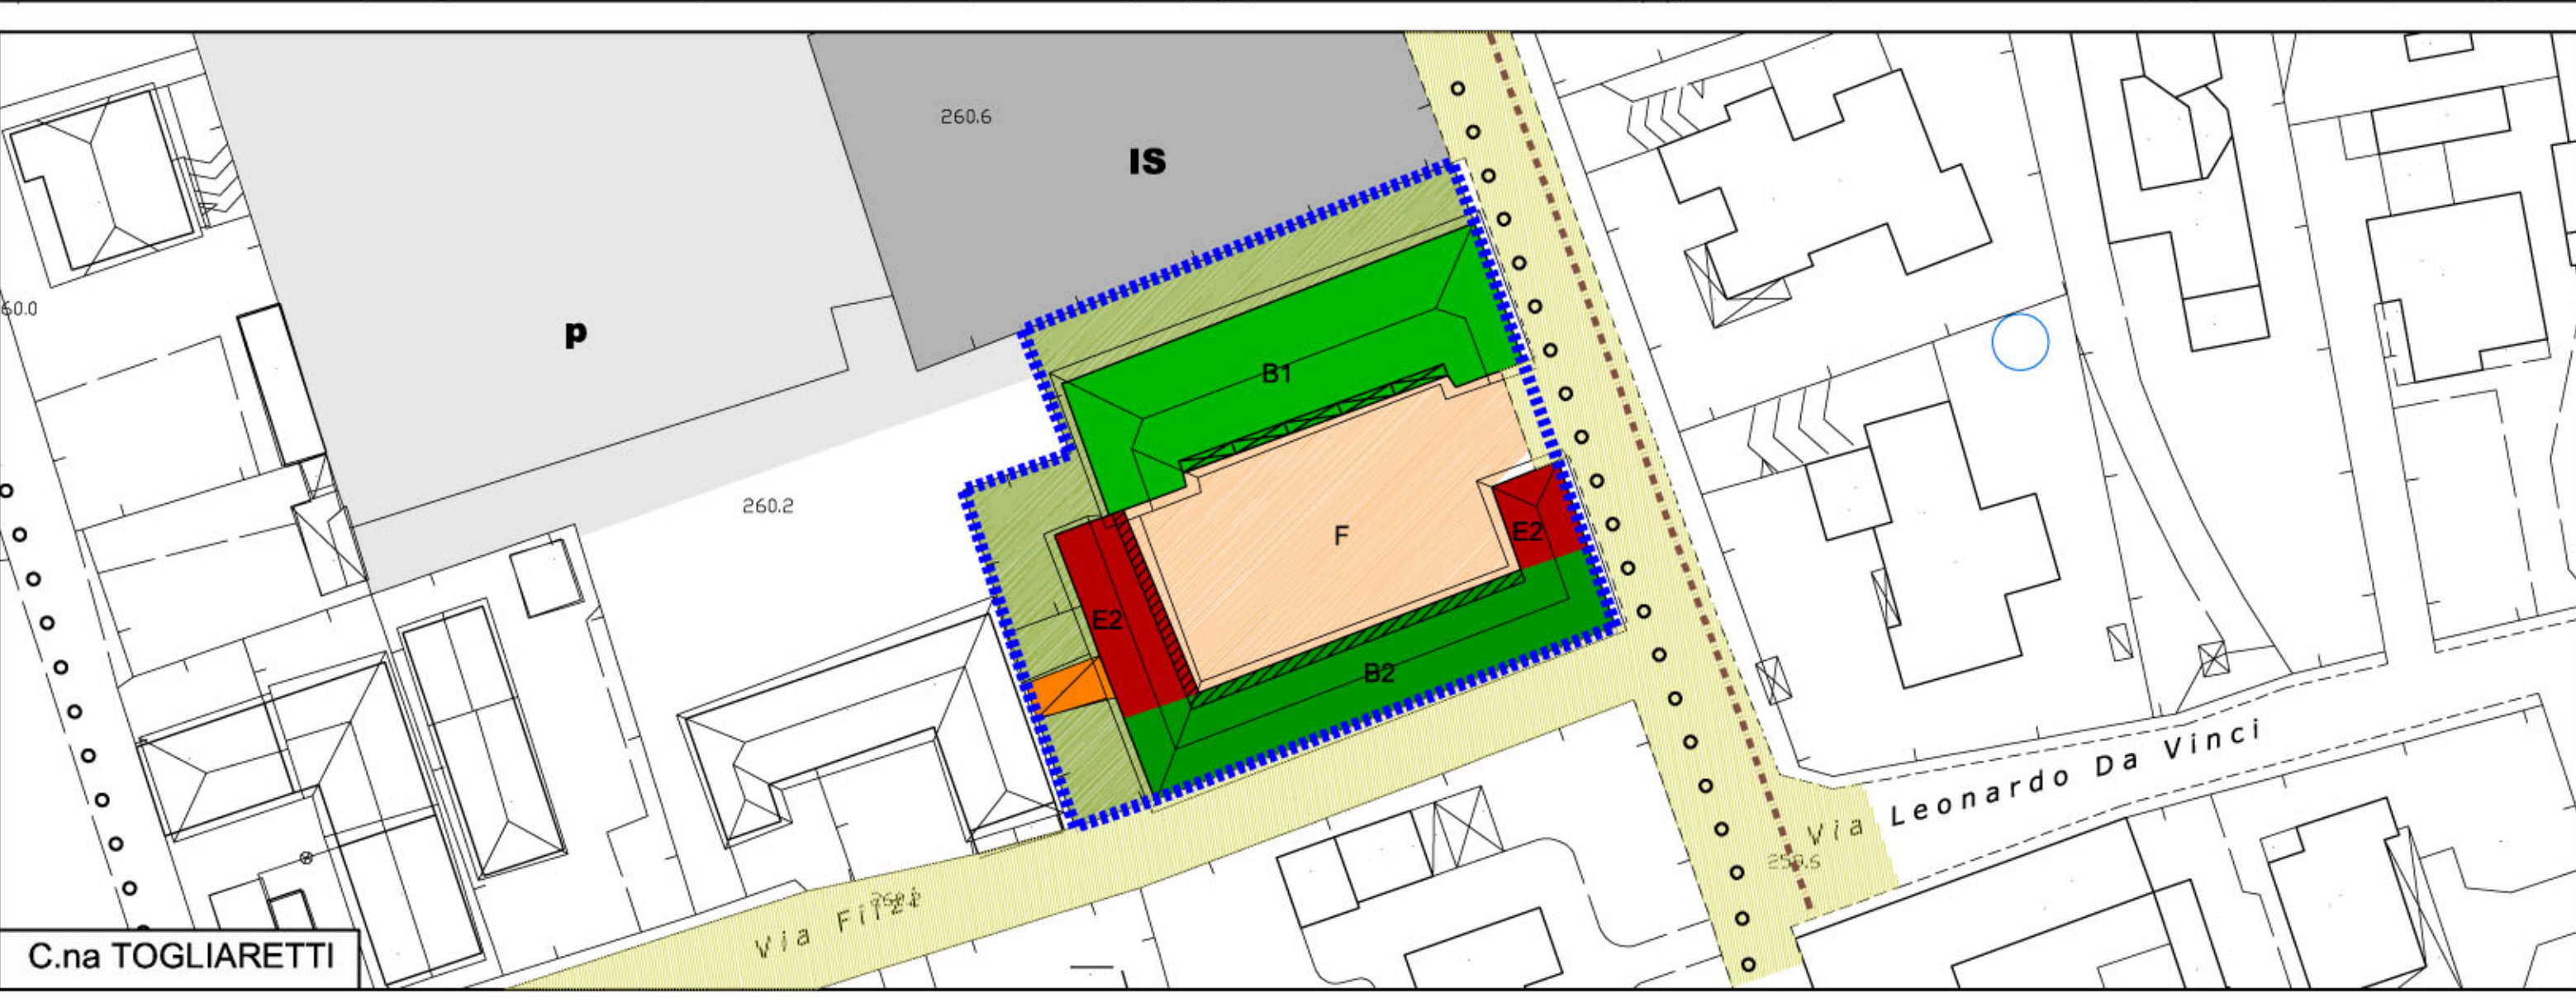 260.6
IS
p
60.0
B1
260.2
F
E2
E2
B2
Via Leonardo Da Vinci
Via Filzi
C.na TOGLIARETTI